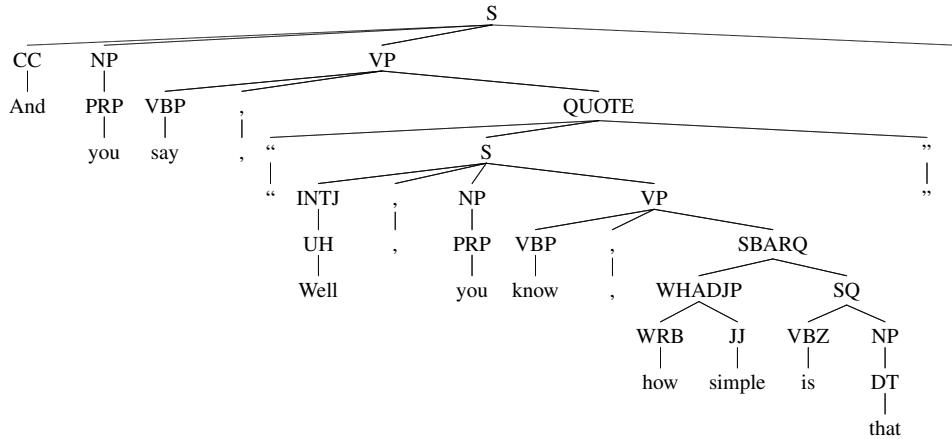 S
CC NP VP
And PRP VBP , QUOTE
you say , “ S ”
“ INTJ , NP VP ”
UH , PRP VBP , SBARQ
Well you know , WHADJP SQ
WRB JJ VBZ NP
how simple is DT
that